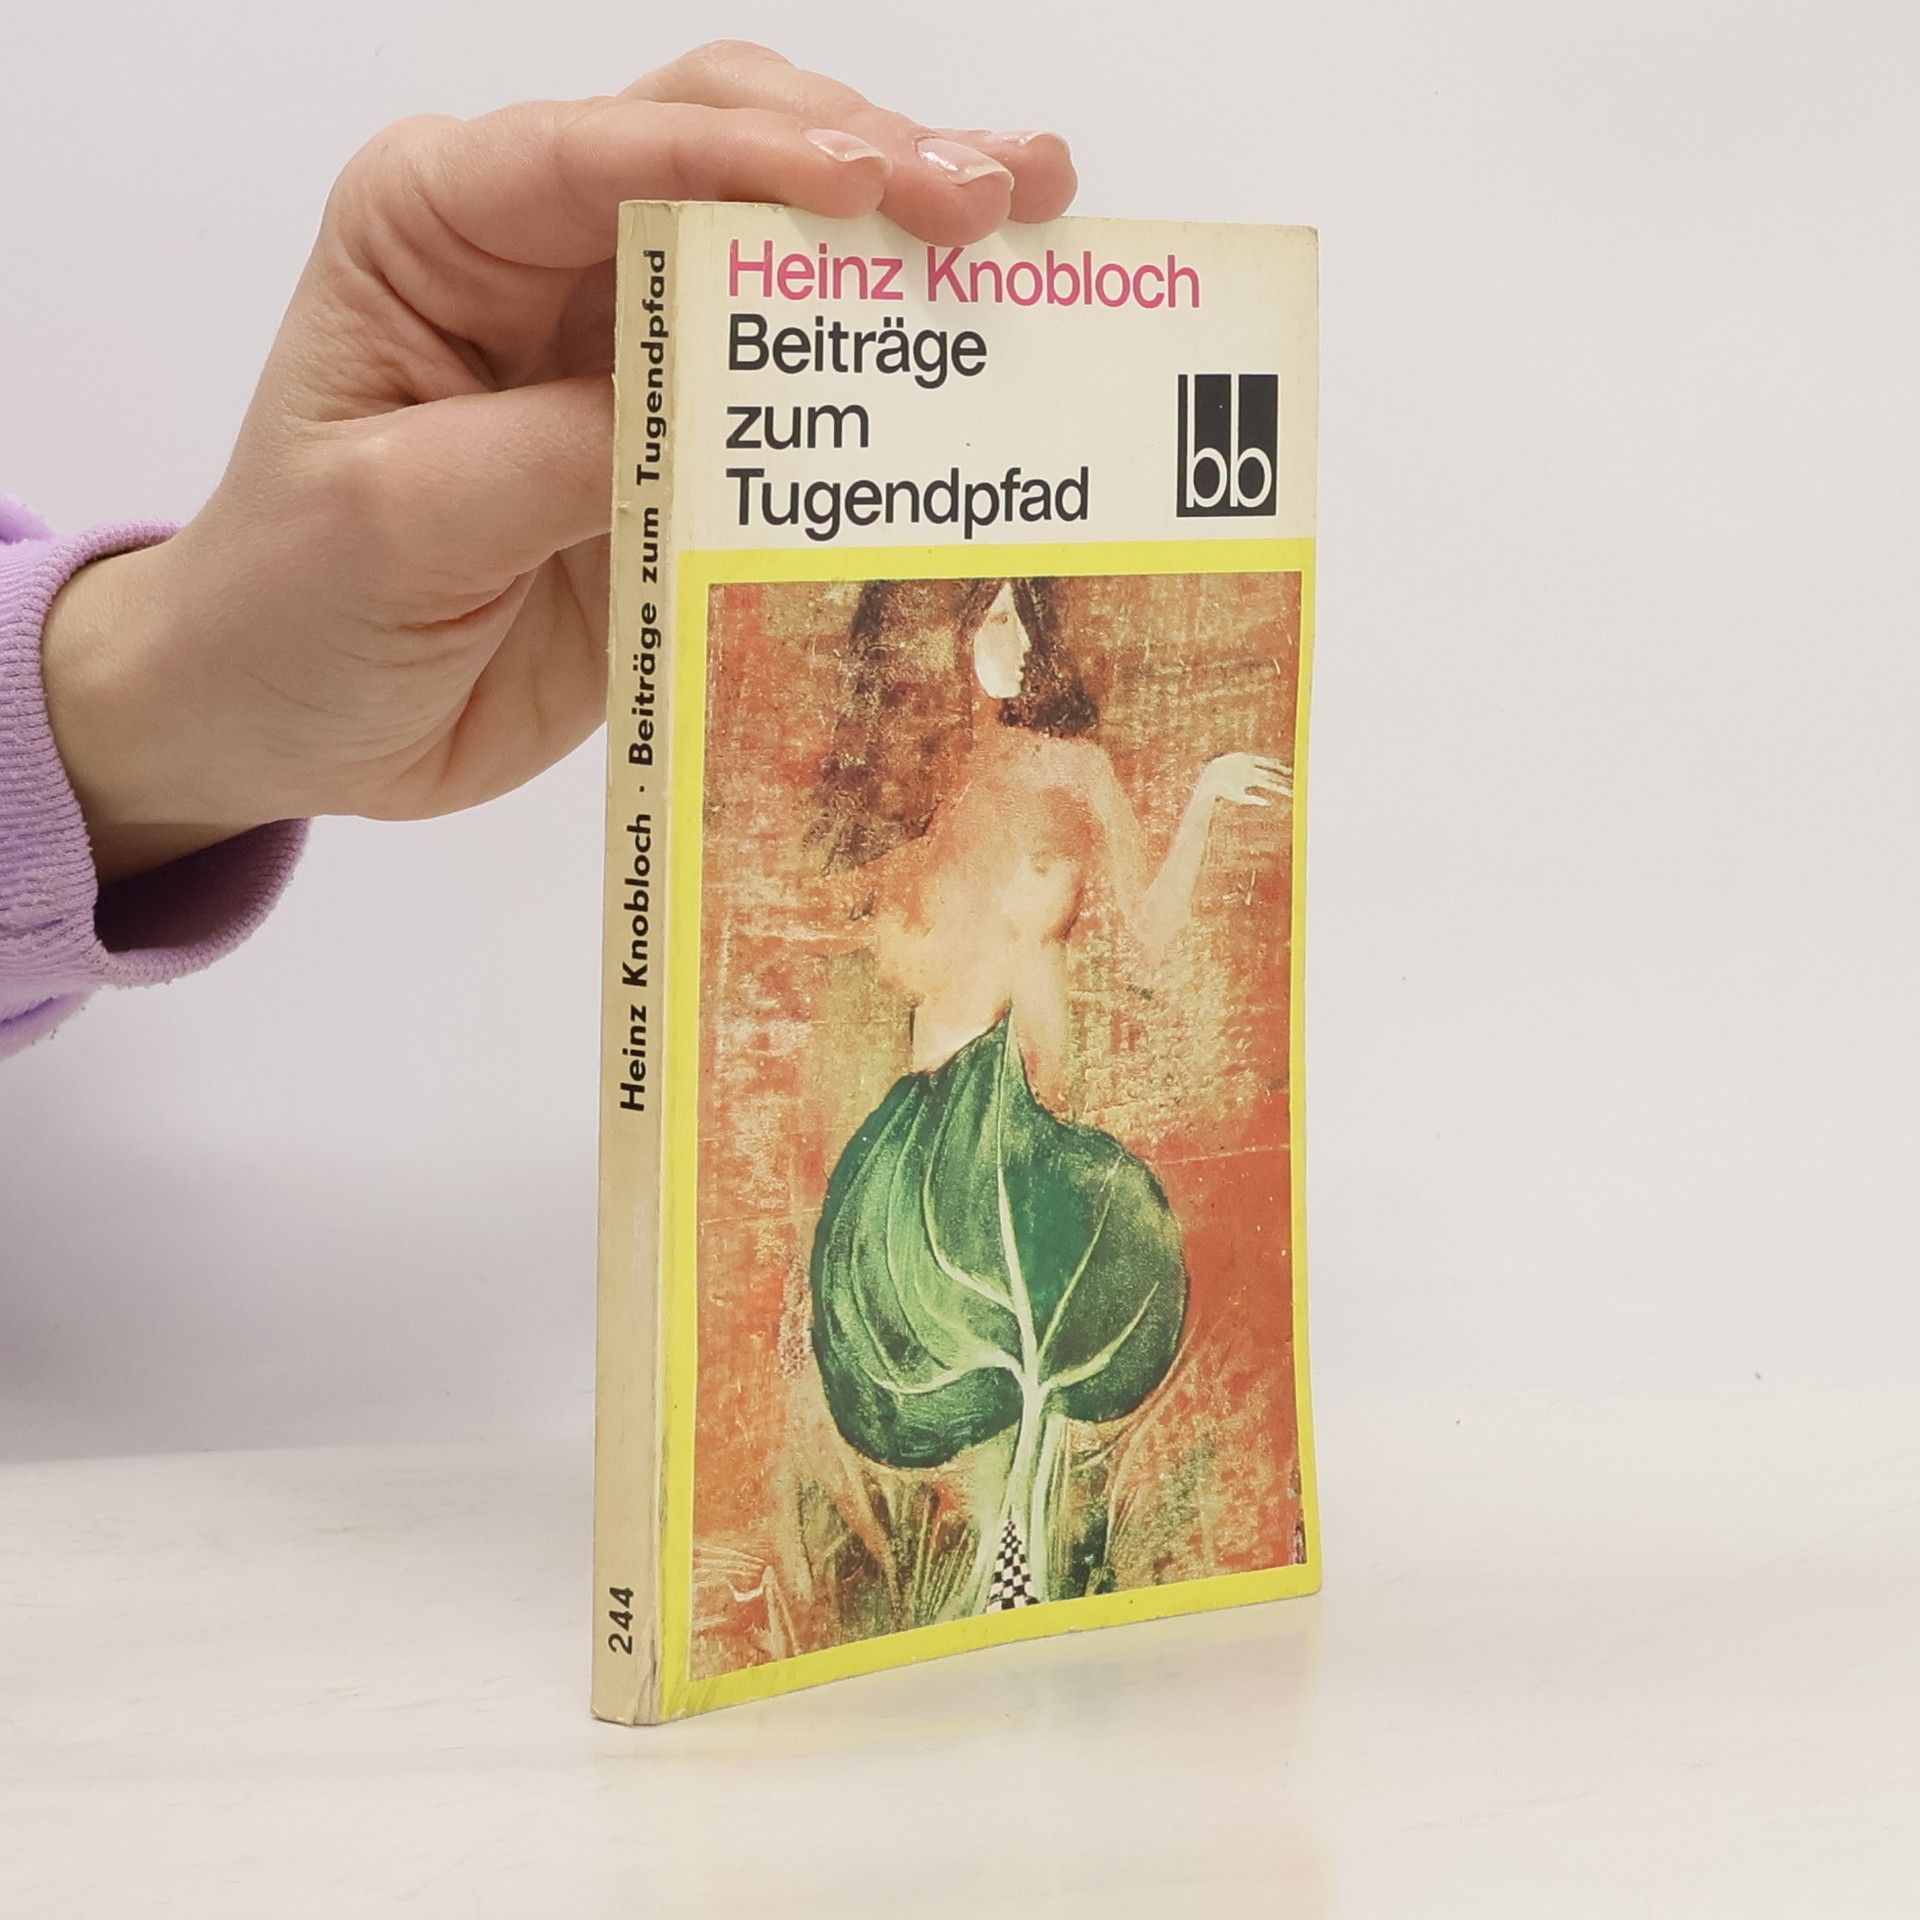 Heinz Knobloch
Beiträge
zum
Tugendpfad
bb
Heinz Knobloch · Beiträge zum Tugendpfad
244